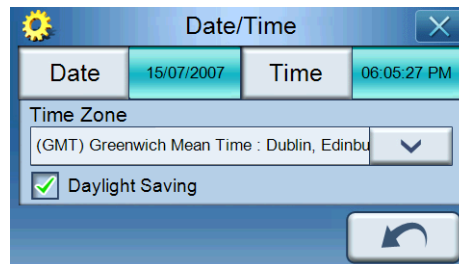 Date/Time
Date 15/07/2007 Time 06:05:27 PM
Time Zone
(GMT) Greenwich Mean Time : Dublin, Edinbu
Daylight Saving